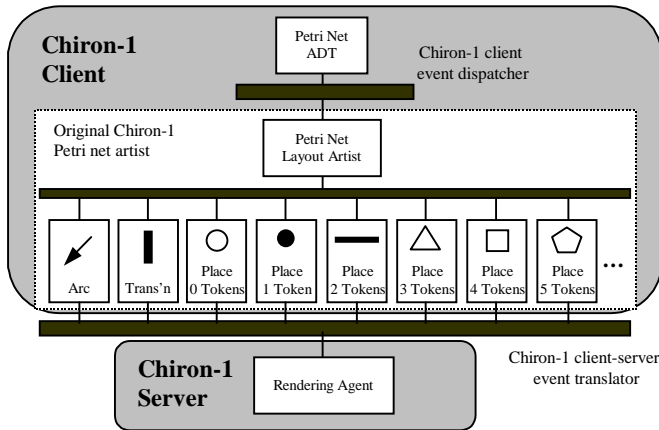 Chiron-1
Client
Petri Net
ADT
Chiron-1 client
event dispatcher
Original Chiron-1
Petri net artist
Petri Net
Layout Artist
Arc
Trans'n
Place
0 Tokens
Place
1 Token
Place
2 Tokens
Place
3 Tokens
Place
4 Tokens
Place
5 Tokens
...
Chiron-1
Server
Rendering Agent
Chiron-1 client-server
event translator